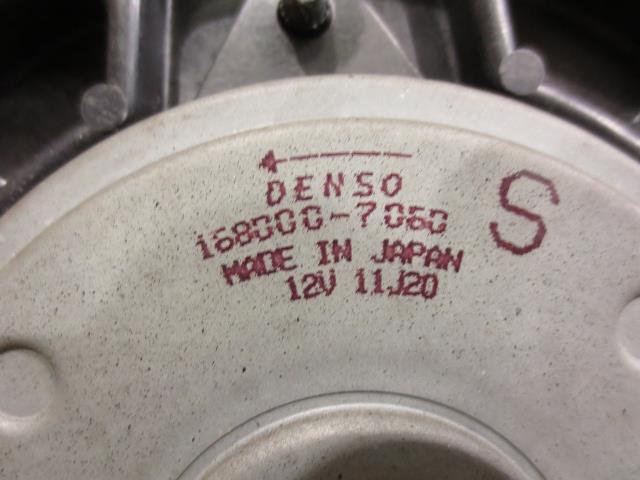 DENSO
168000-7060
MADE IN JAPAN
12V 11J20
S